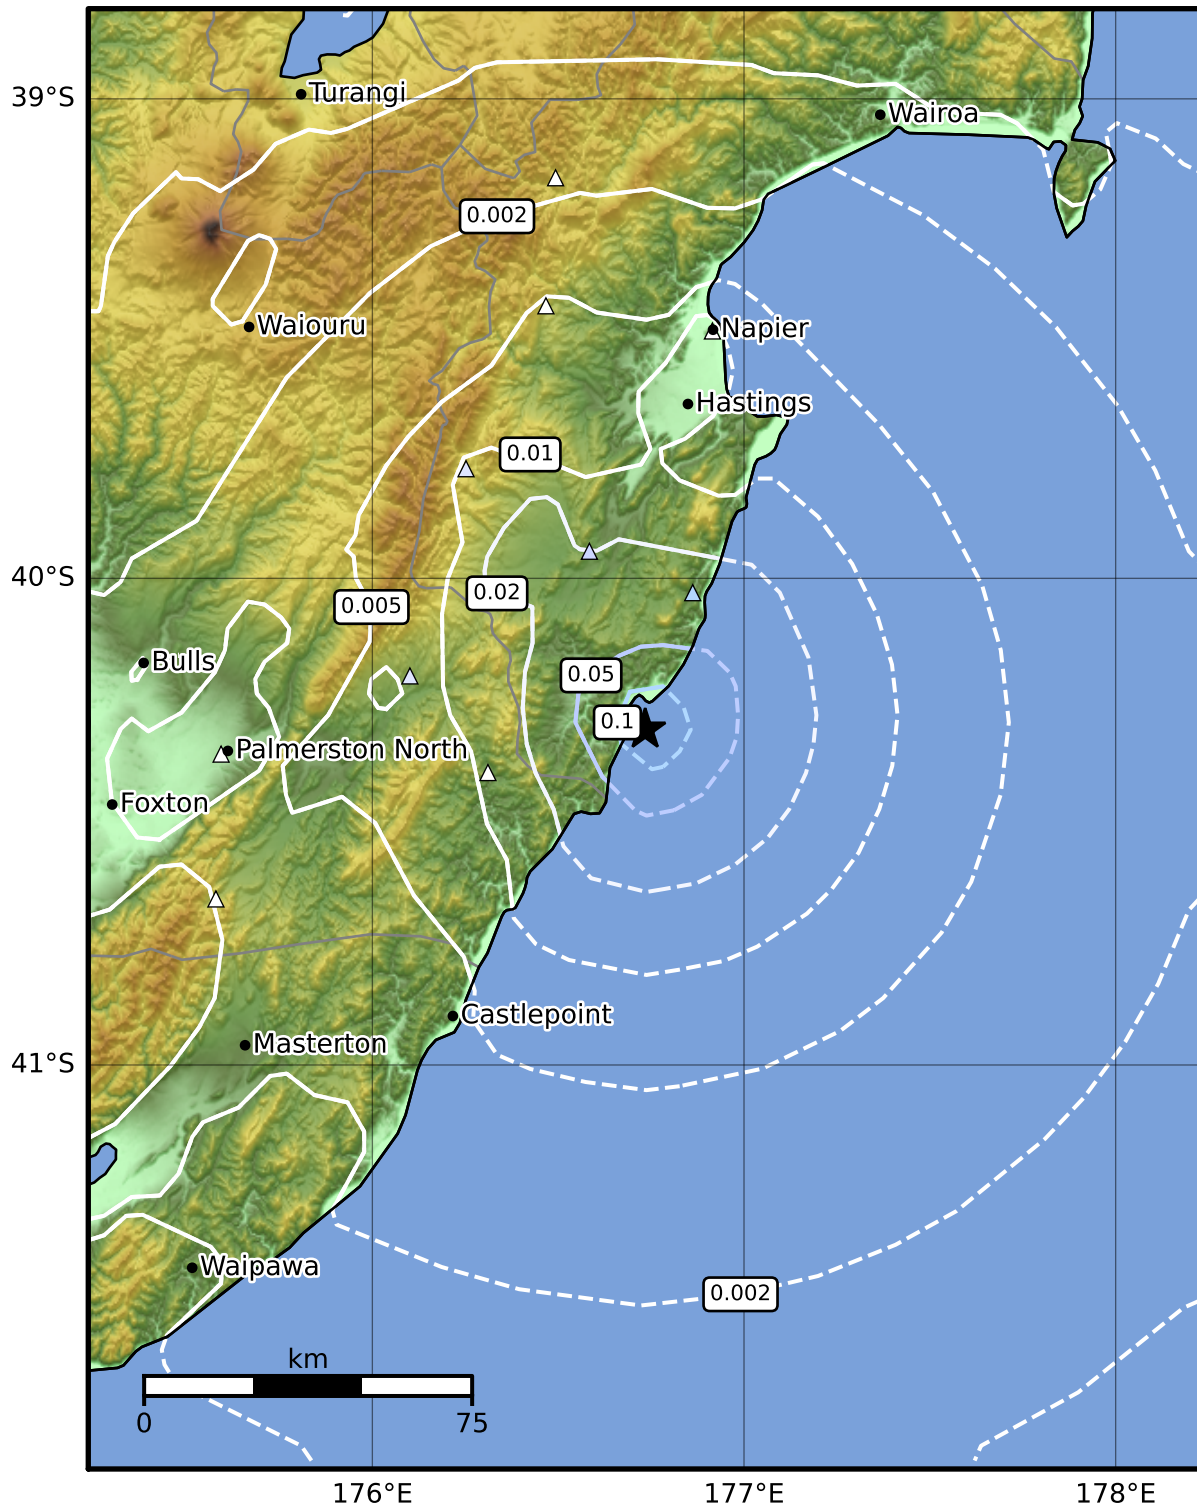 39°S
Turangi
Wairoa
0.002
Waiouru
Napier
Hastings
0.01
40°S
0.02
0.005
Bulls
0.05
0.1
Palmerston North
Foxton
Castlepoint
Masterton
41°S
Waipawa
0.002
km
0 75
176°E 177°E 178°E